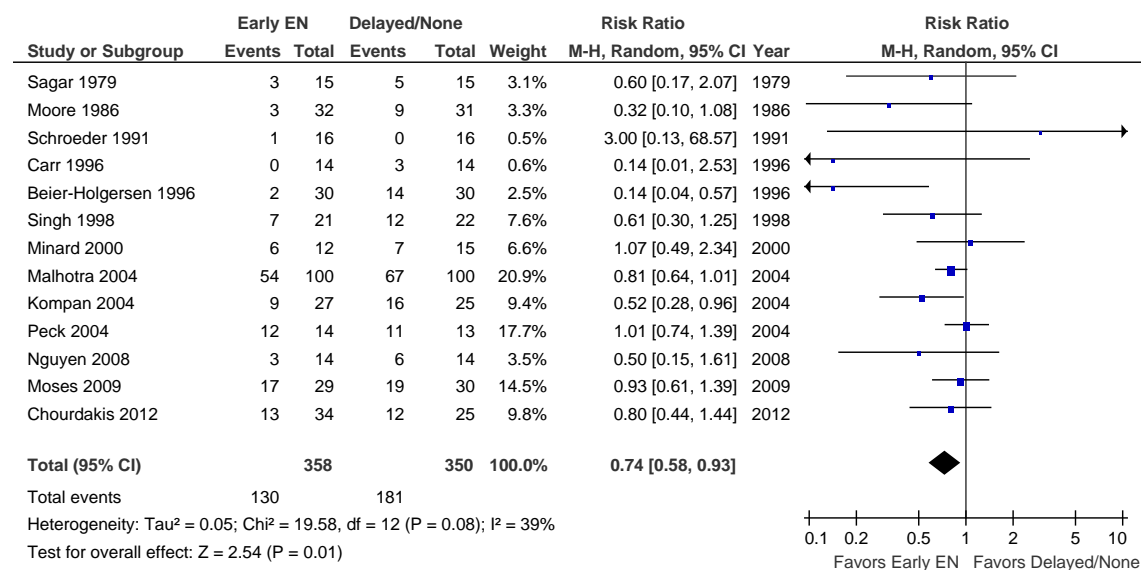 Early EN Delayed/None Risk Ratio Risk Ratio
Study or Subgroup Events Total Events Total Weight M-H, Random, 95% CI Year M-H, Random, 95% CI
Sagar 1979 3 15 5 15 3.1% 0.60 [0.17, 2.07] 1979
Moore 1986 3 32 9 31 3.3% 0.32 [0.10, 1.08] 1986
Schroeder 1991 1 16 0 16 0.5% 3.00 [0.13, 68.57] 1991
Carr 1996 0 14 3 14 0.6% 0.14 [0.01, 2.53] 1996
Beier-Holgersen 1996 2 30 14 30 2.5% 0.14 [0.04, 0.57] 1996
Singh 1998 7 21 12 22 7.6% 0.61 [0.30, 1.25] 1998
Minard 2000 6 12 7 15 6.6% 1.07 [0.49, 2.34] 2000
Malhotra 2004 54 100 67 100 20.9% 0.81 [0.64, 1.01] 2004
Kompan 2004 9 27 16 25 9.4% 0.52 [0.28, 0.96] 2004
Peck 2004 12 14 11 13 17.7% 1.01 [0.74, 1.39] 2004
Nguyen 2008 3 14 6 14 3.5% 0.50 [0.15, 1.61] 2008
Moses 2009 17 29 19 30 14.5% 0.93 [0.61, 1.39] 2009
Chourdakis 2012 13 34 12 25 9.8% 0.80 [0.44, 1.44] 2012
Total (95% CI) 358 350 100.0% 0.74 [0.58, 0.93]
Total events 130 181
Heterogeneity: Tau² = 0.05; Chi² = 19.58, df = 12 (P = 0.08); I² = 39%
Test for overall effect: Z = 2.54 (P = 0.01)
0.1 0.2 0.5 1 2 5 10
Favors Early EN Favors Delayed/None